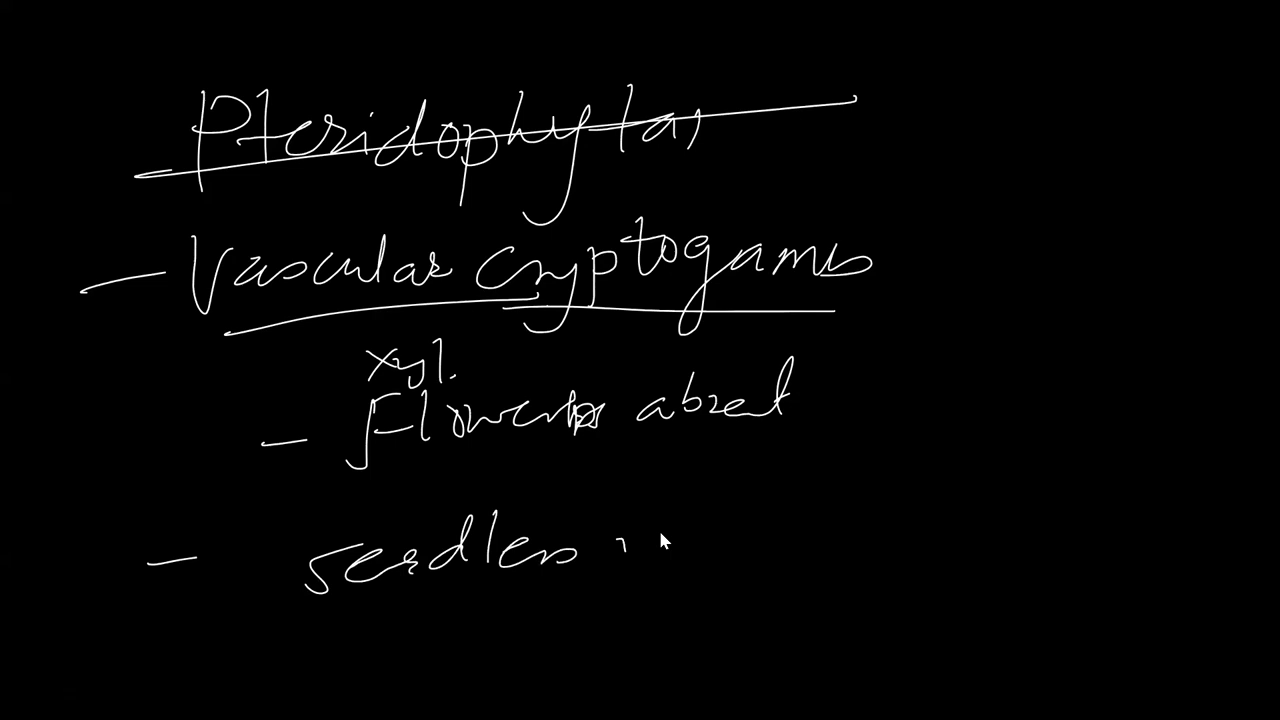 Pteridophyta
- Vascular Cryptogams
xyl.
- Flowers absent
- seedless